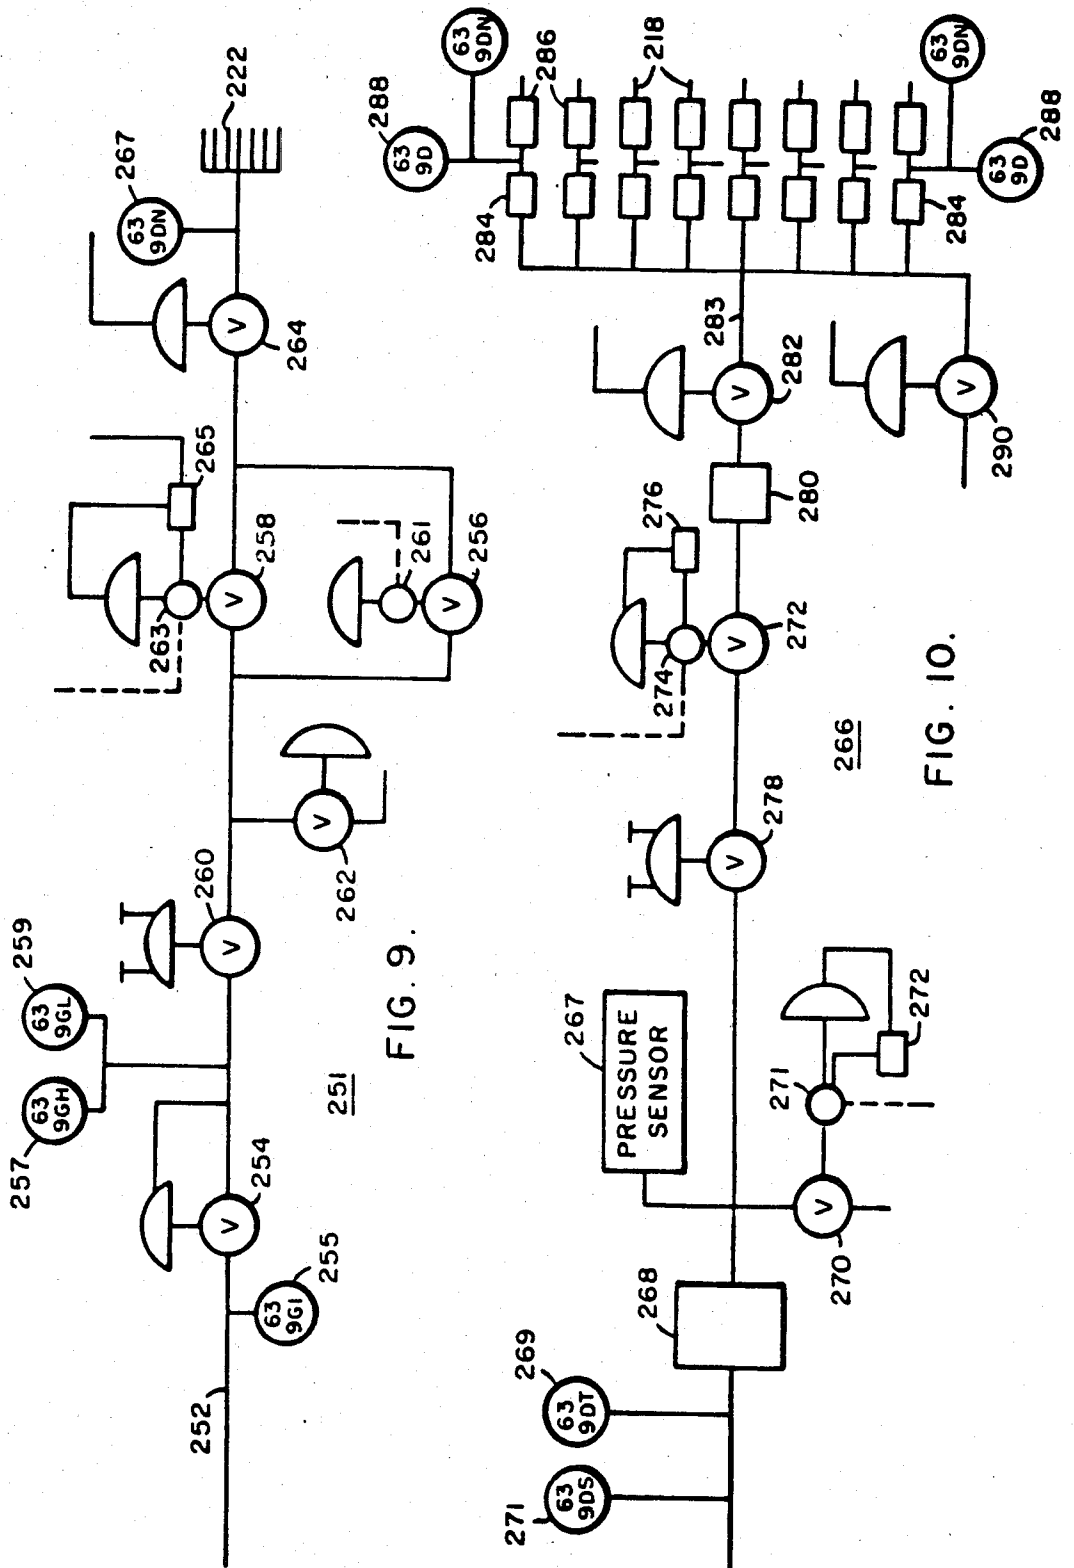 252
63
9GI
255
V
254
257
63
9GH
63
9GL
259
V
260
V
262
263
265
V
258
261
V
256
V
264
63
9DN
267
222
251
FIG. 9.
271
63
9DS
269
63
9DT
268
267
PRESSURE
SENSOR
V
270
271
272
V
278
274
276
V
272
280
V
282
283
V
290
284
63
9D
288
63
9DN
286
218
284
63
9D
288
63
9DN
266
FIG. 10.